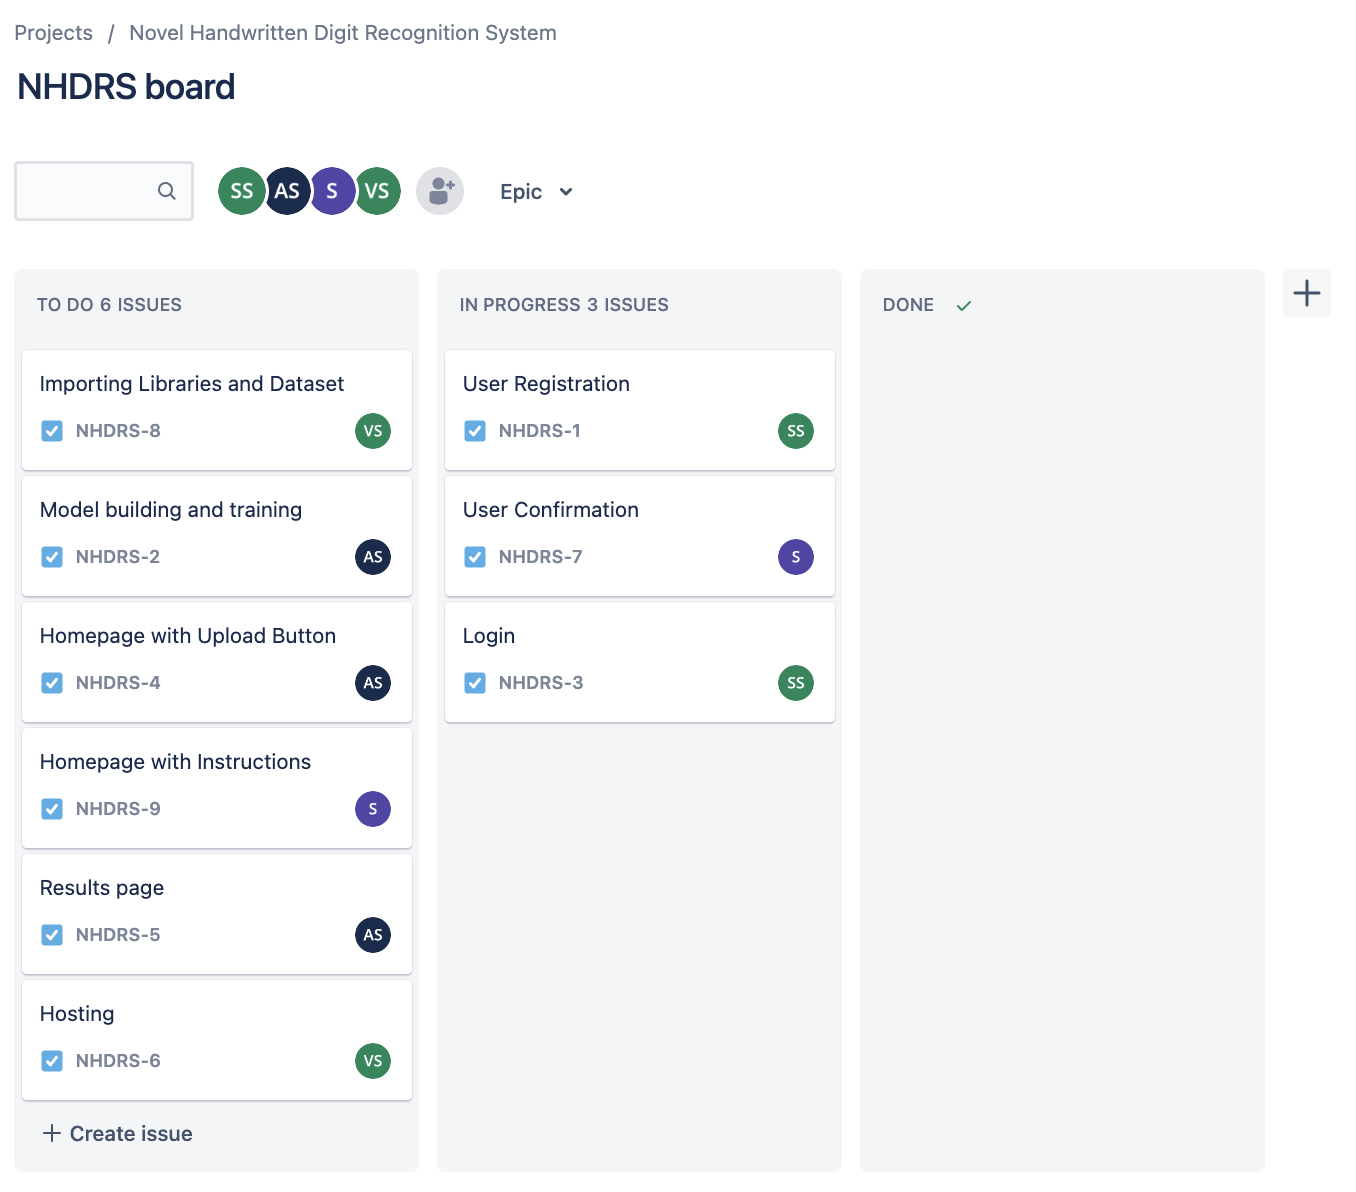 Projects / Novel Handwritten Digit Recognition System
NHDRS board
SS AS S VS Epic
TO DO 6 ISSUES
Importing Libraries and Dataset
NHDRS-8 VS
Model building and training
NHDRS-2 AS
Homepage with Upload Button
NHDRS-4 AS
Homepage with Instructions
NHDRS-9 S
Results page
NHDRS-5 AS
Hosting
NHDRS-6 VS
+ Create issue
IN PROGRESS 3 ISSUES
User Registration
NHDRS-1 SS
User Confirmation
NHDRS-7 S
Login
NHDRS-3 SS
DONE